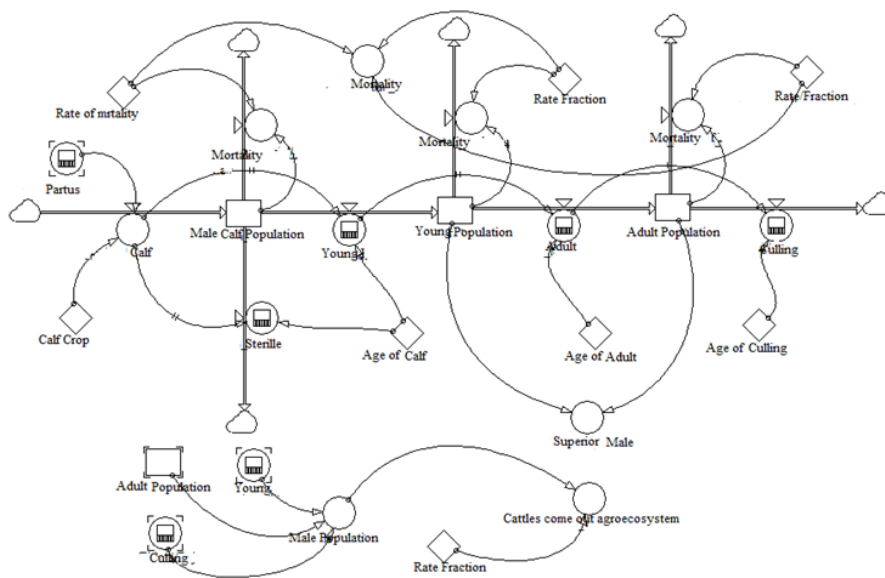 Mortality
Rate of mrtality
Rate Fraction
Rate Fraction
Mortality
Mortality
Mortality
Partus
Calf
Male Calf Population
Young
Young Population
Adult
Adult Population
Culling
Calf Crop
Sterille
Age of Calf
Age of Adult
Age of Culling
Superior Male
Adult Population
Young
Culling
Male Population
Cattles come out agroecosystem
Rate Fraction